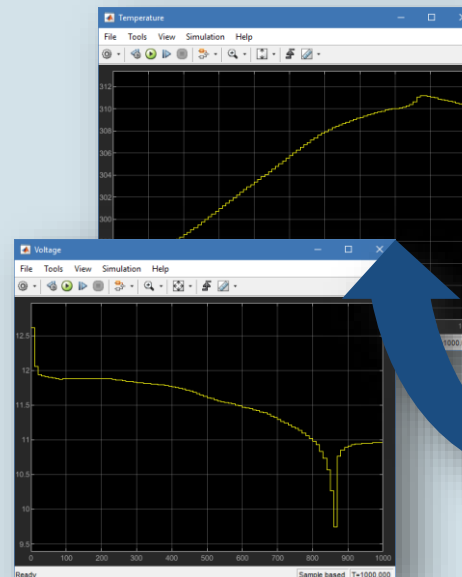 Temperature
File Tools View Simulation Help
312
310
308
306
304
302
300
Voltage
File Tools View Simulation Help
12.5
12
11.5
11
10.5
10
9.5
0 100 200 300 400 500 600 700 800 900 1000
Ready Sample based T=1000.000